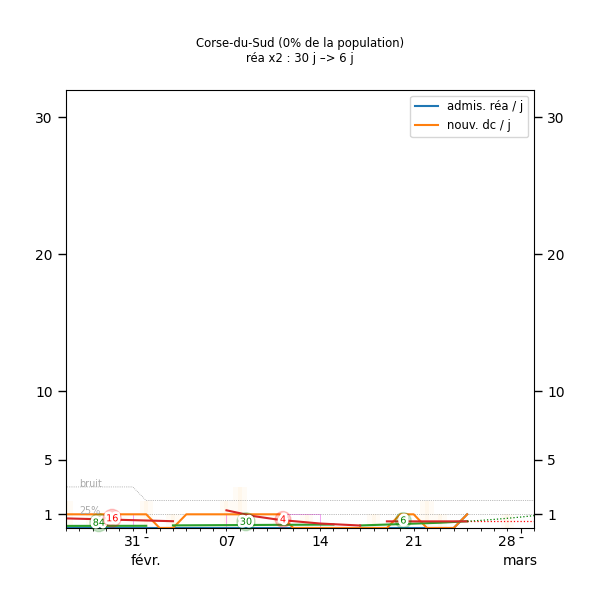 Corse-du-Sud (0% de la population)
réa x2 : 30 j –> 6 j
admis. réa / j
nouv. dc / j
30 30
20 20
10 10
5 5
bruit
25%
1 1
84 16 30 4 6
31 - 07 14 21 28 -
févr. mars